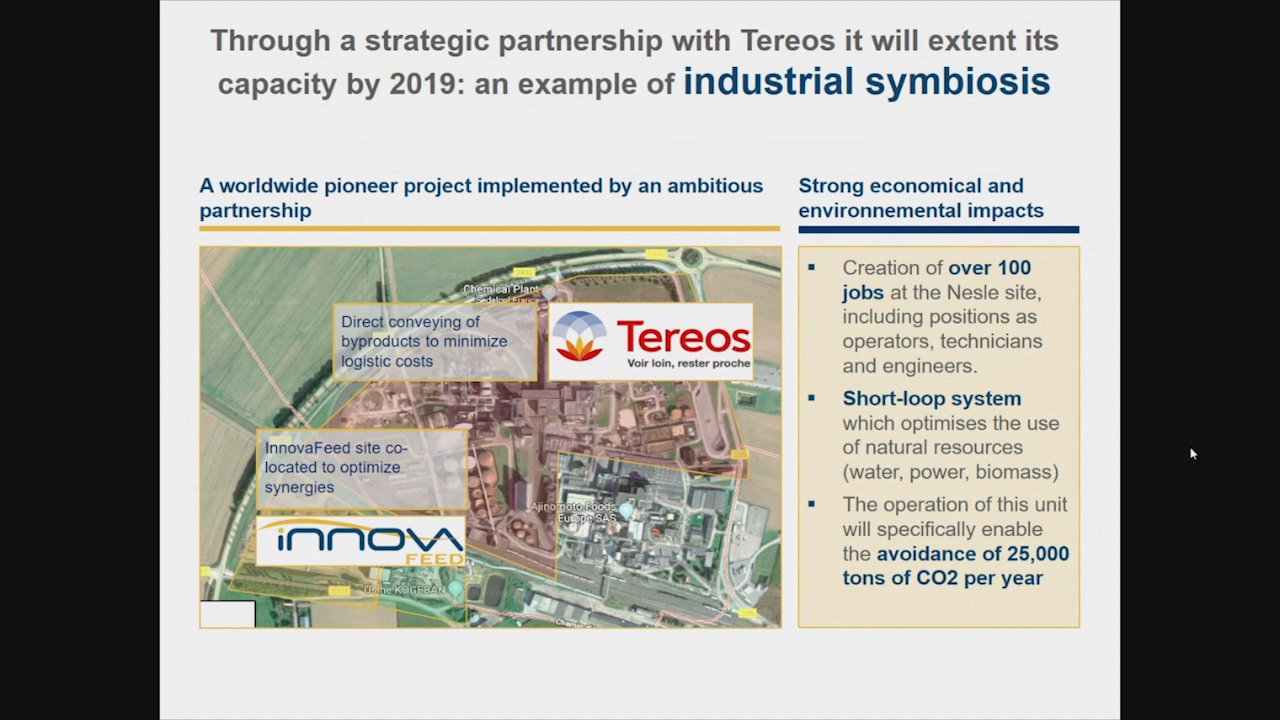 Through a strategic partnership with Tereos it will extent its
capacity by 2019: an example of industrial symbiosis
A worldwide pioneer project implemented by an ambitious
partnership
Chemical Plant
Sedalcol France
Direct conveying of
byproducts to minimize
logistic costs
Tereos
Voir loin, rester proche
InnovaFeed site co-
located to optimize
synergies
innova
FEED
Ajinomoto Foods
Europe SAS
Usine KOGEBAN
Strong economical and
environnemental impacts
▪ Creation of over 100
jobs at the Nesle site,
including positions as
operators, technicians
and engineers.
▪ Short-loop system
which optimises the use
of natural resources
(water, power, biomass)
▪ The operation of this unit
will specifically enable
the avoidance of 25,000
tons of CO2 per year